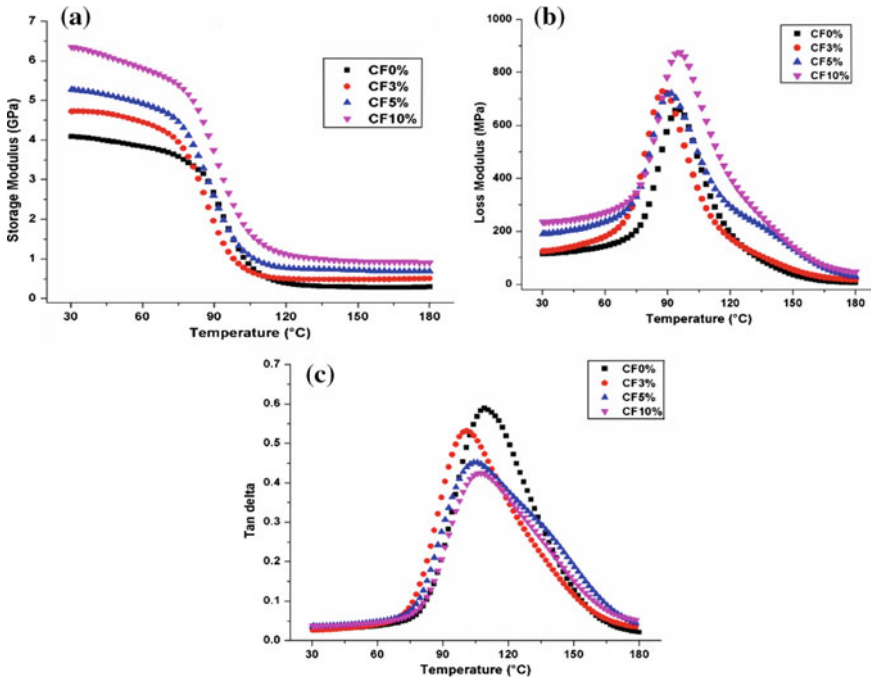 (a)
7
6
5
4
3
2
1
0
Storage Modulus (GPa)
CF0%
CF3%
CF5%
CF10%
30 60 90 120 150 180
Temperature (°C)
(b)
1000
800
600
400
200
0
Loss Modulus (MPa)
CF0%
CF3%
CF5%
CF10%
30 60 90 120 150 180
Temperature (°C)
(c)
0.7
0.6
0.5
0.4
0.3
0.2
0.1
0.0
Tan delta
CF0%
CF3%
CF5%
CF10%
30 60 90 120 150 180
Temperature (°C)